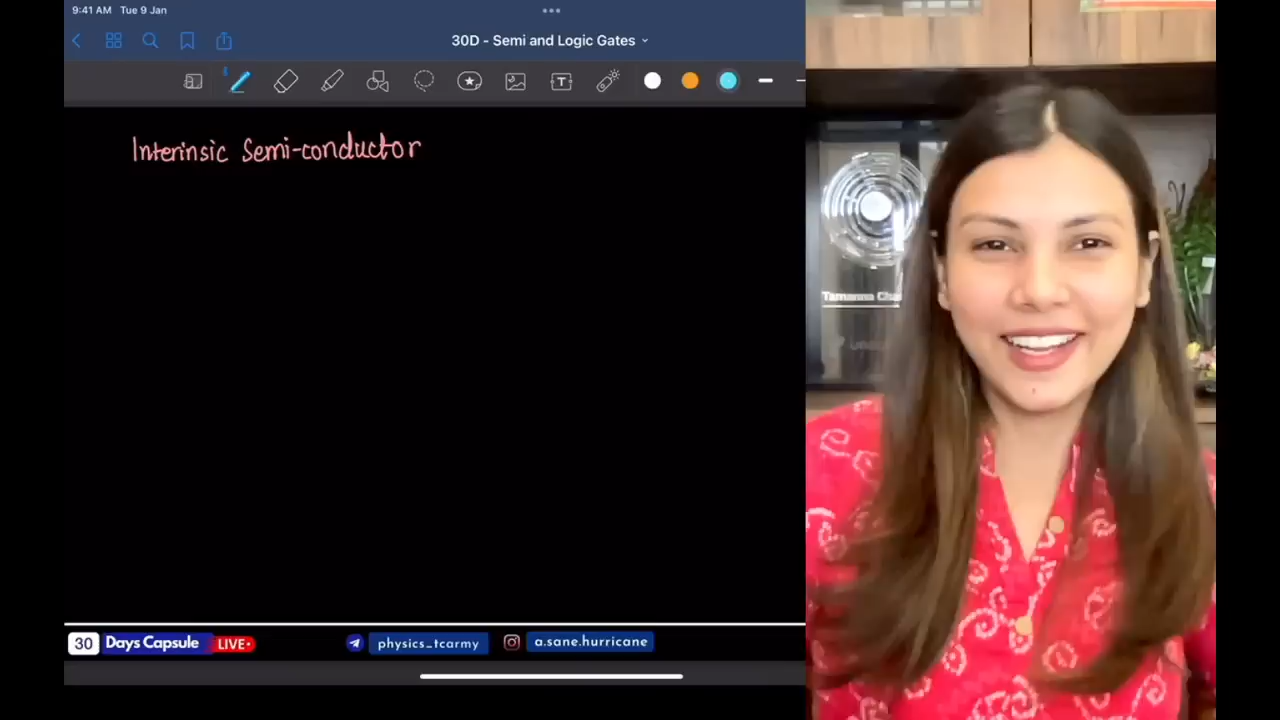 9:41 AM Tue 9 Jan
30D - Semi and Logic Gates
Interinsic Semi-conductor
Tamanna
30 Days Capsule LIVE
physics_tcarmy
a.sane.hurricane